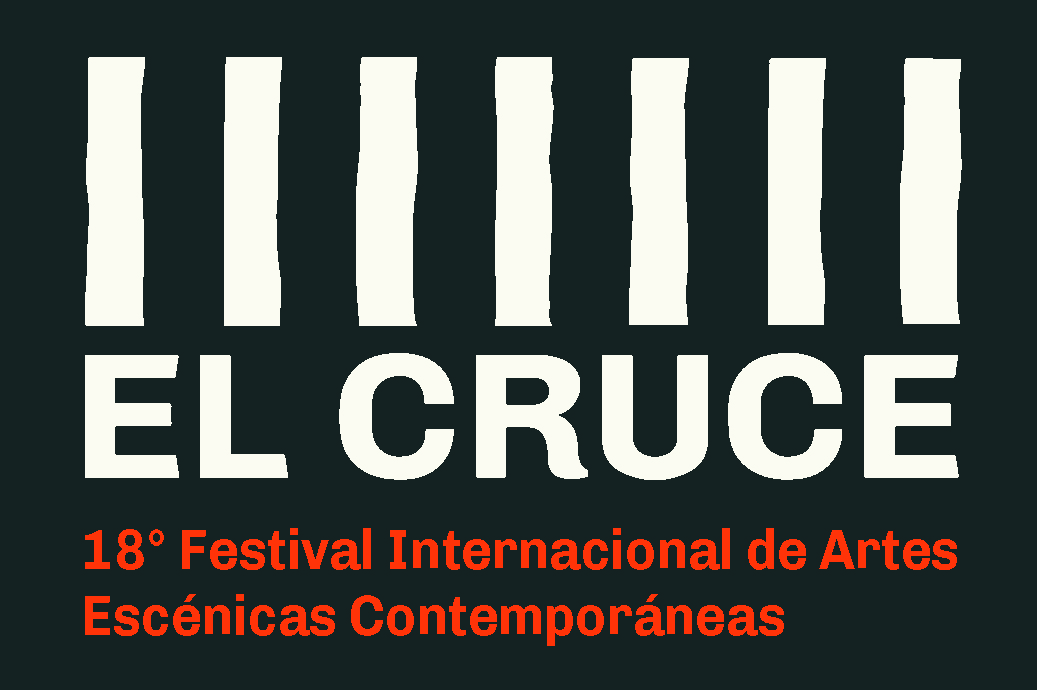 EL CRUCE
18° Festival Internacional de Artes
Escénicas Contemporáneas